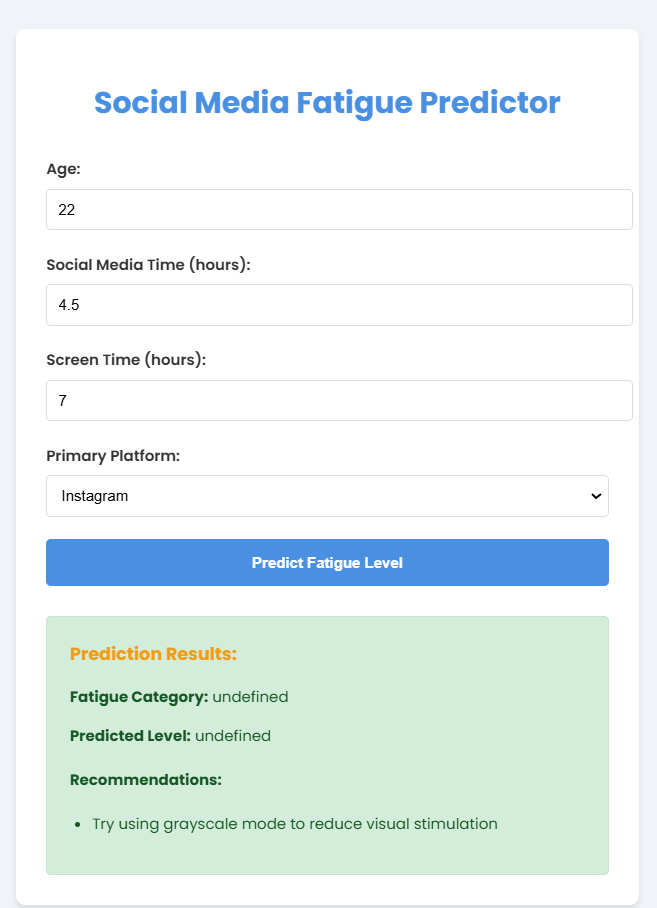 Social Media Fatigue Predictor
Age:
22
Social Media Time (hours):
4.5
Screen Time (hours):
7
Primary Platform:
Instagram
Predict Fatigue Level
Prediction Results:
Fatigue Category: undefined
Predicted Level: undefined
Recommendations:
• Try using grayscale mode to reduce visual stimulation